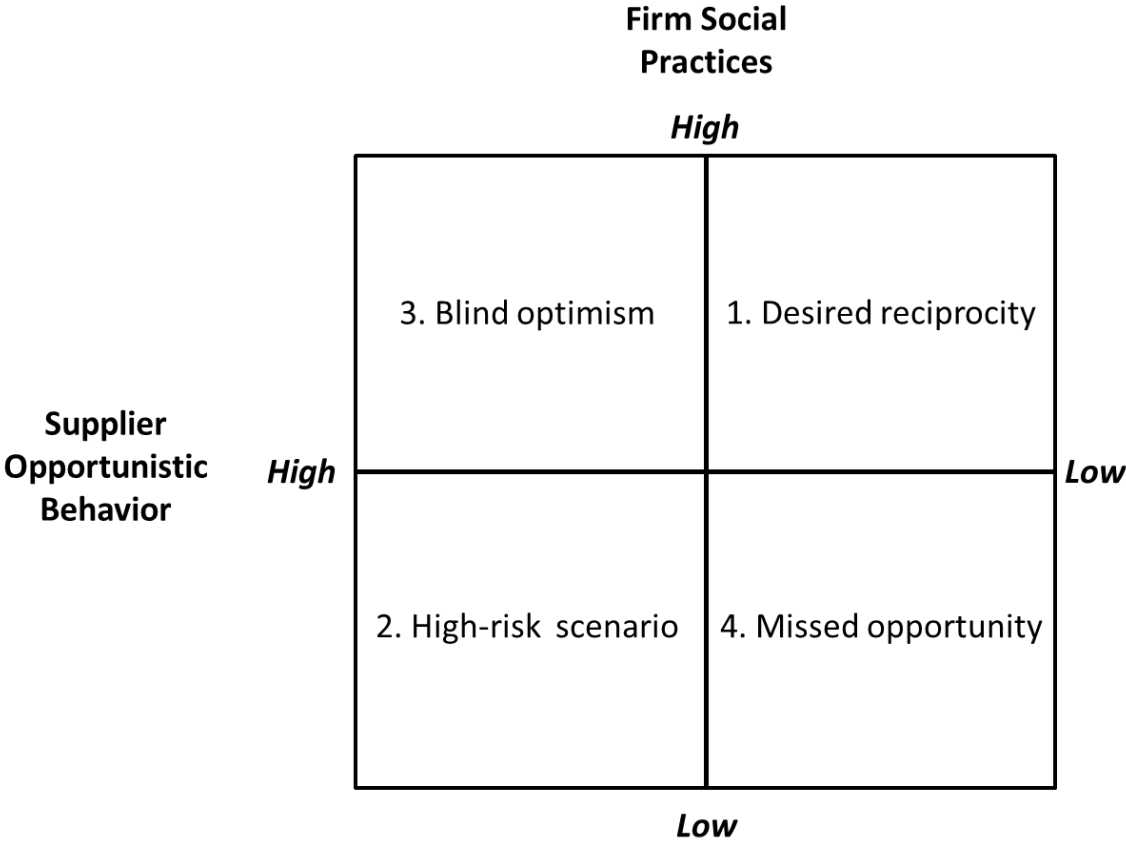 Firm Social
Practices
High
3. Blind optimism
1. Desired reciprocity
Supplier
Opportunistic
Behavior
High
Low
2. High-risk scenario
4. Missed opportunity
Low